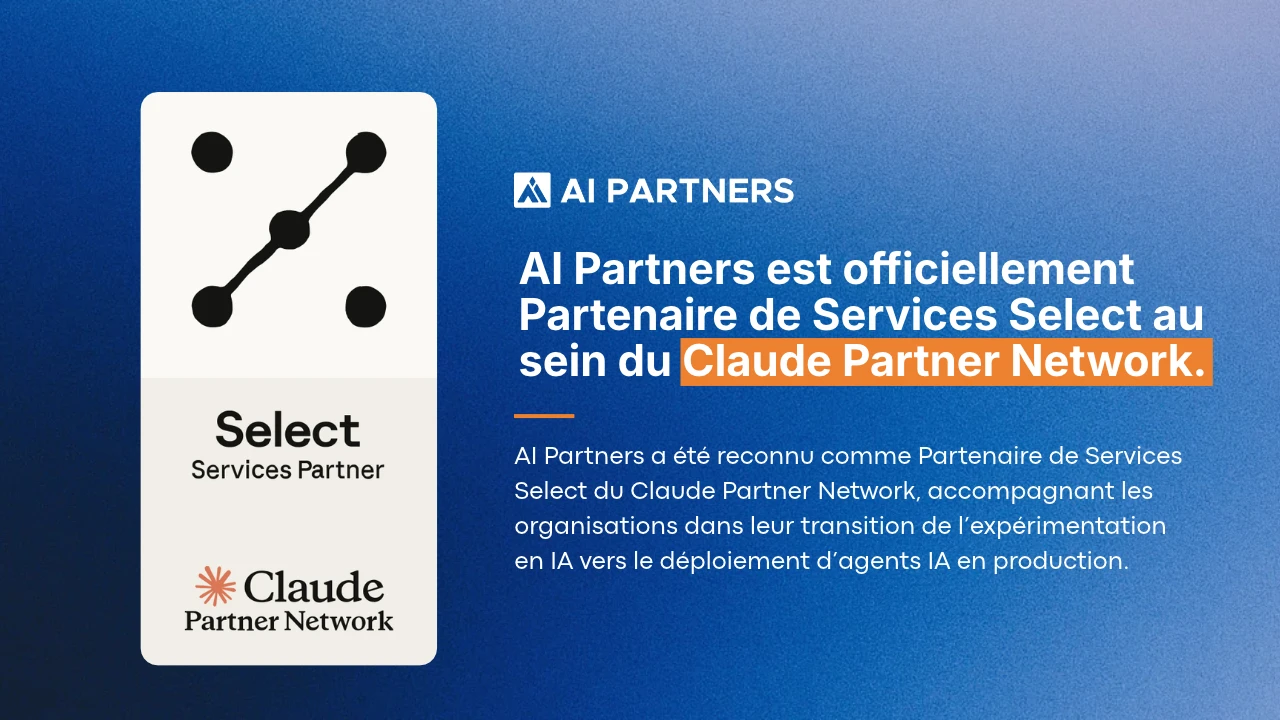 Select
Services Partner
Claude
Partner Network
AI PARTNERS
AI Partners est officiellement
Partenaire de Services Select au
sein du Claude Partner Network.
AI Partners a été reconnu comme Partenaire de Services
Select du Claude Partner Network, accompagnant les
organisations dans leur transition de l’expérimentation
en IA vers le déploiement d’agents IA en production.